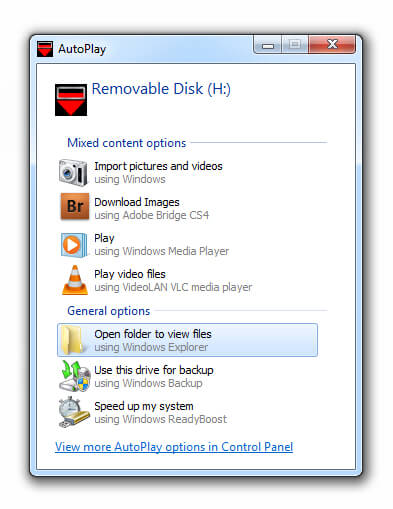 AutoPlay
Removable Disk (H:)
Mixed content options
Import pictures and videos
using Windows
Br
Download Images
using Adobe Bridge CS4
Play
using Windows Media Player
Play video files
using VideoLAN VLC media player
General options
Open folder to view files
using Windows Explorer
Use this drive for backup
using Windows Backup
Speed up my system
using Windows ReadyBoost
View more AutoPlay options in Control Panel